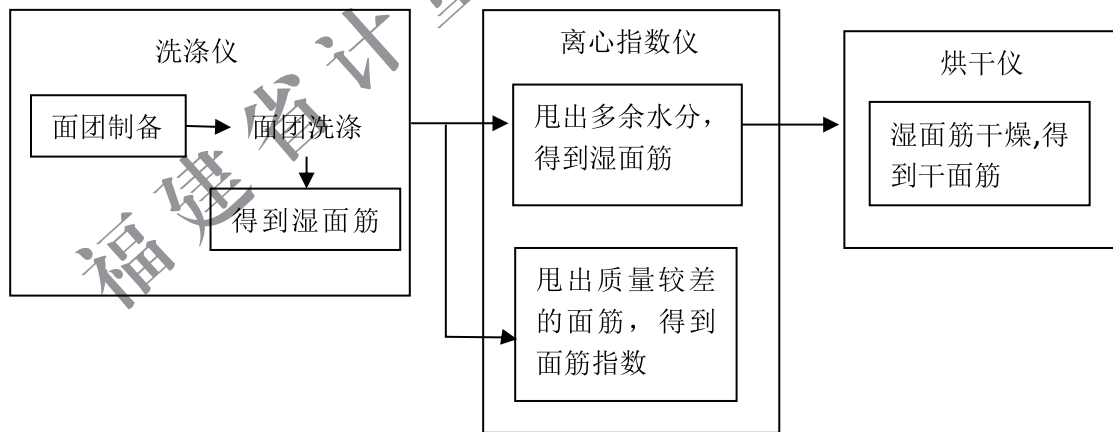 洗涤仪
面团制备
面团洗涤
得到湿面筋
离心指数仪
甩出多余水分，
得到湿面筋
甩出质量较差
的面筋，得到
面筋指数
烘干仪
湿面筋干燥,得
到干面筋
福建省计